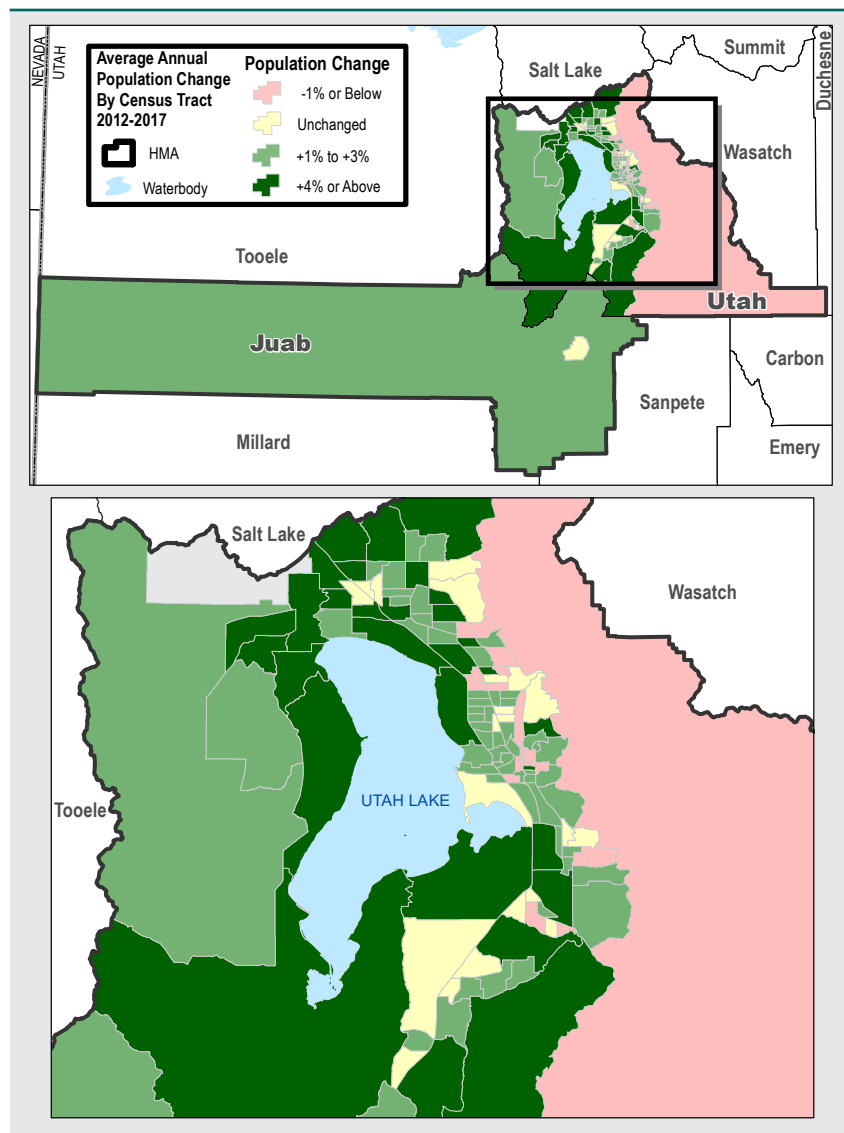 Average Annual
Population Change
By Census Tract
2012-2017
HMA
Waterbody
Population Change
-1% or Below
Unchanged
+1% to +3%
+4% or Above
NEVADA
UTAH
Salt Lake
Summit
Duchesne
Wasatch
Tooele
Utah
Juab
Carbon
Sanpete
Millard
Emery
Salt Lake
Wasatch
Tooele
UTAH LAKE